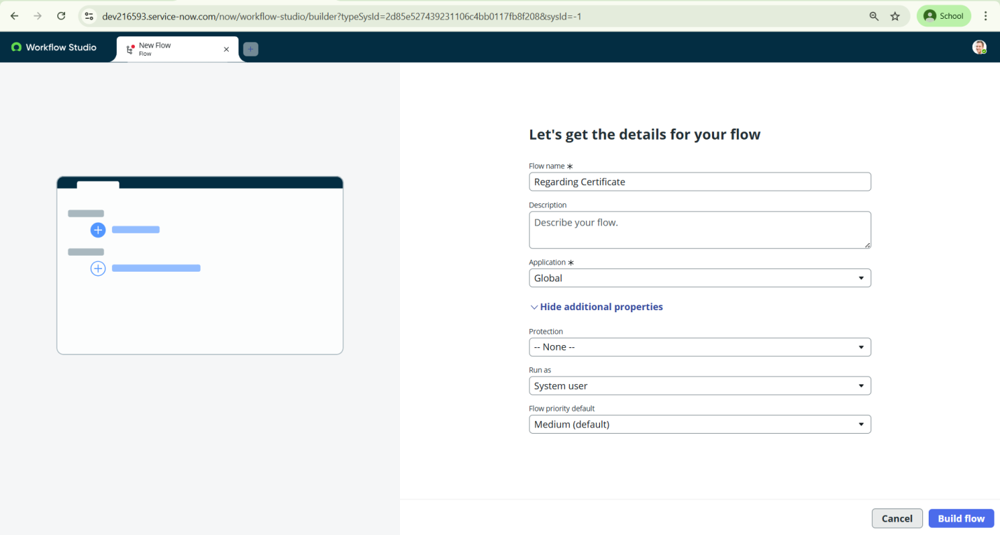 dev216593.service-now.com/now/workflow-studio/builder?typeSysId=2d85e527439231106c4bb0117fb8f208&sysId=-1
School
Workflow Studio
New Flow
Flow
Let's get the details for your flow
Flow name *
Regarding Certificate
Description
Describe your flow.
Application *
Global
Hide additional properties
Protection
-- None --
Run as
System user
Flow priority default
Medium (default)
Cancel
Build flow